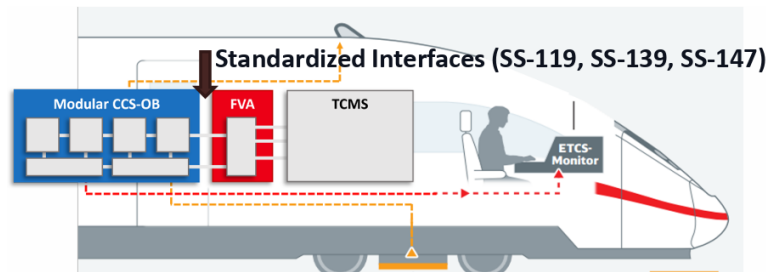 Standardized Interfaces (SS-119, SS-139, SS-147)
Modular CCS-OB
FVA
TCMS
ETCS-
Monitor